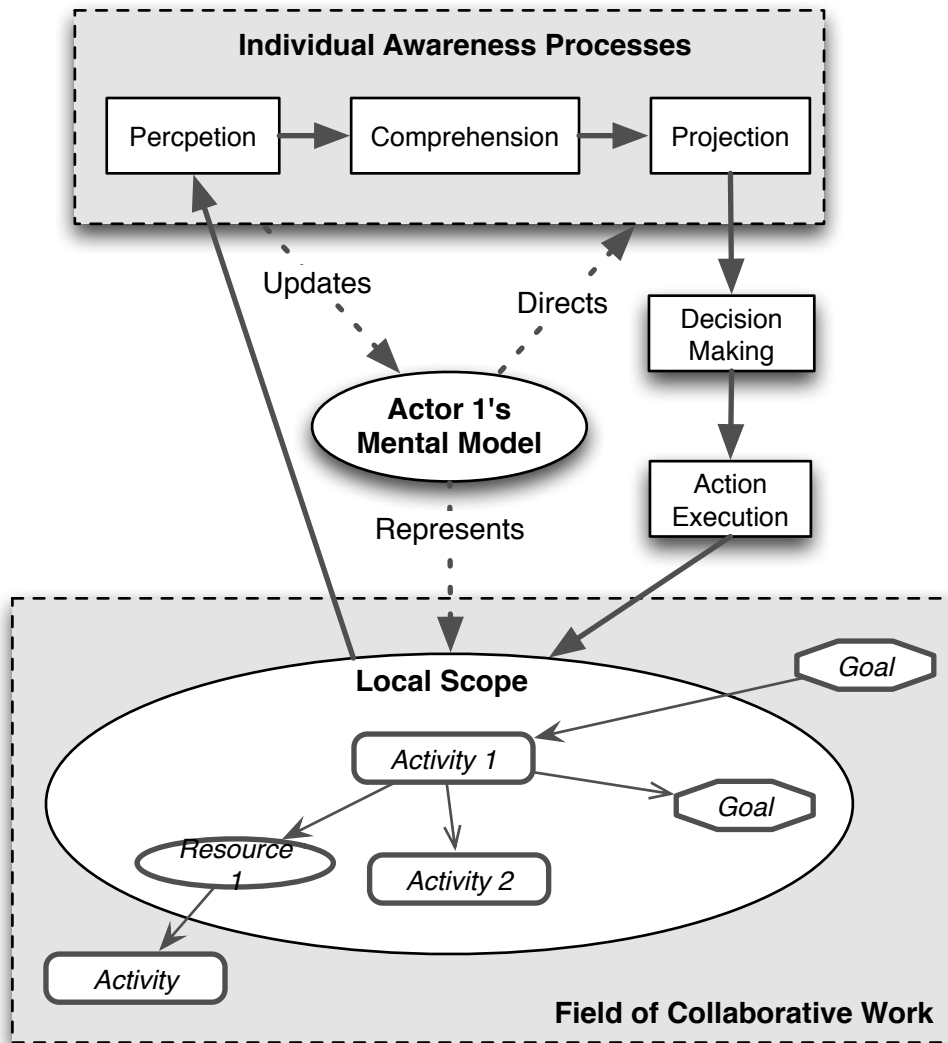 Individual Awareness Processes
Percpetion
Comprehension
Projection
Updates
Directs
Decision
Making
Actor 1's
Mental Model
Action
Execution
Represents
Goal
Local Scope
Activity 1
Goal
Resource
1
Activity 2
Activity
Field of Collaborative Work